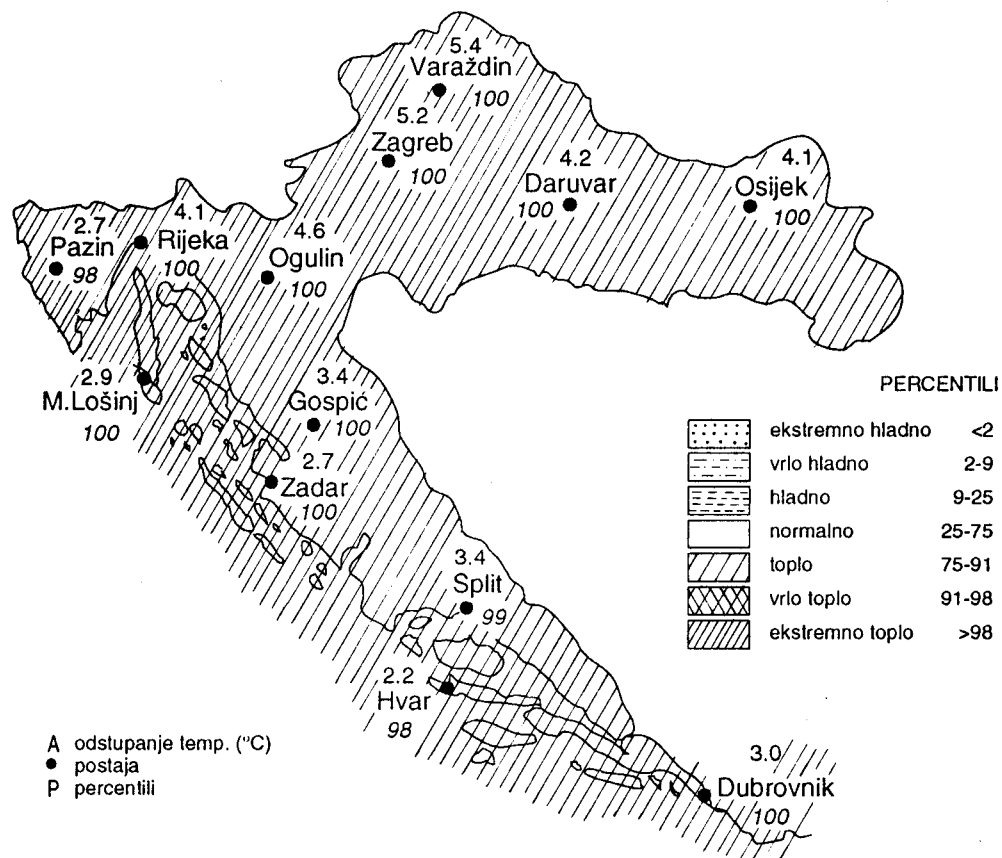 5.4
Varaždin
100
5.2
Zagreb
100
4.2
Daruvar
100
4.1
Osijek
100
2.7
Pazin
98
4.1
Rijeka
100
4.6
Ogulin
100
2.9
M.Lošinj
100
3.4
Gospić
100
2.7
Zadar
100
3.4
Split
99
2.2
Hvar
98
3.0
Dubrovnik
100
PERCENTILI
ekstremno hladno <2
vrlo hladno 2-9
hladno 9-25
normalno 25-75
toplo 75-91
vrlo toplo 91-98
ekstremno toplo >98
A odstupanje temp. (°C)
postaja
P percentili